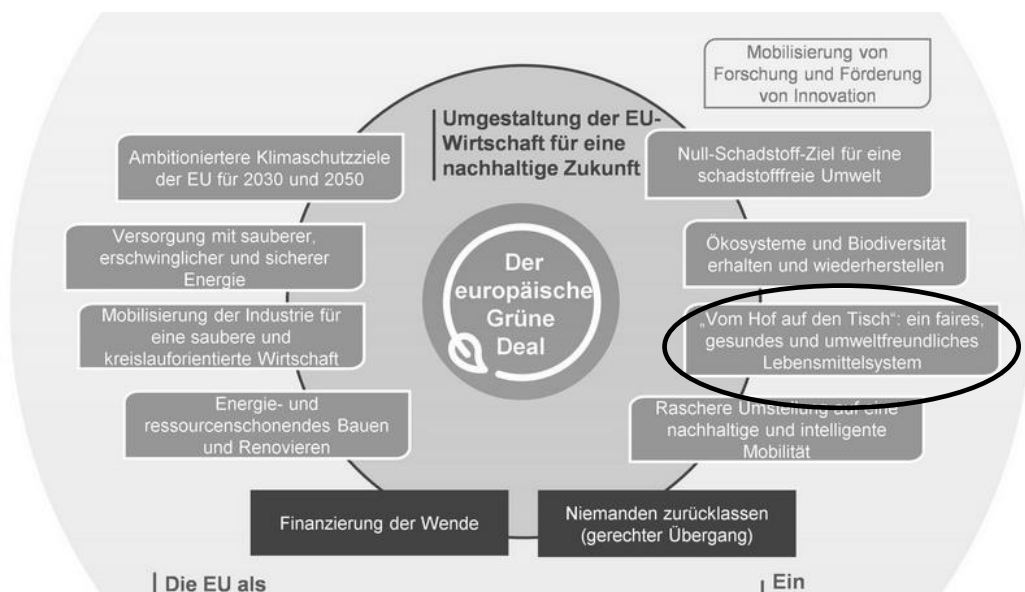 Mobilisierung von
Forschung und Förderung
von Innovation
Umgestaltung der EU-
Wirtschaft für eine
nachhaltige Zukunft
Ambitioniertere Klimaschutzziele
der EU für 2030 und 2050
Null-Schadstoff-Ziel für eine
schadstofffreie Umwelt
Versorgung mit sauberer,
erschwinglicher und sicherer
Energie
Ökosysteme und Biodiversität
erhalten und wiederherstellen
Der
europäische
Grüne
Deal
Mobilisierung der Industrie für
eine saubere und
kreislauforientierte Wirtschaft
„Vom Hof auf den Tisch“: ein faires,
gesundes und umweltfreundliches
Lebensmittelsystem
Energie- und
ressourcenschonendes Bauen
und Renovieren
Raschere Umstellung auf eine
nachhaltige und intelligente
Mobilität
Finanzierung der Wende
Niemanden zurücklassen
(gerechter Übergang)
Die EU als
Ein